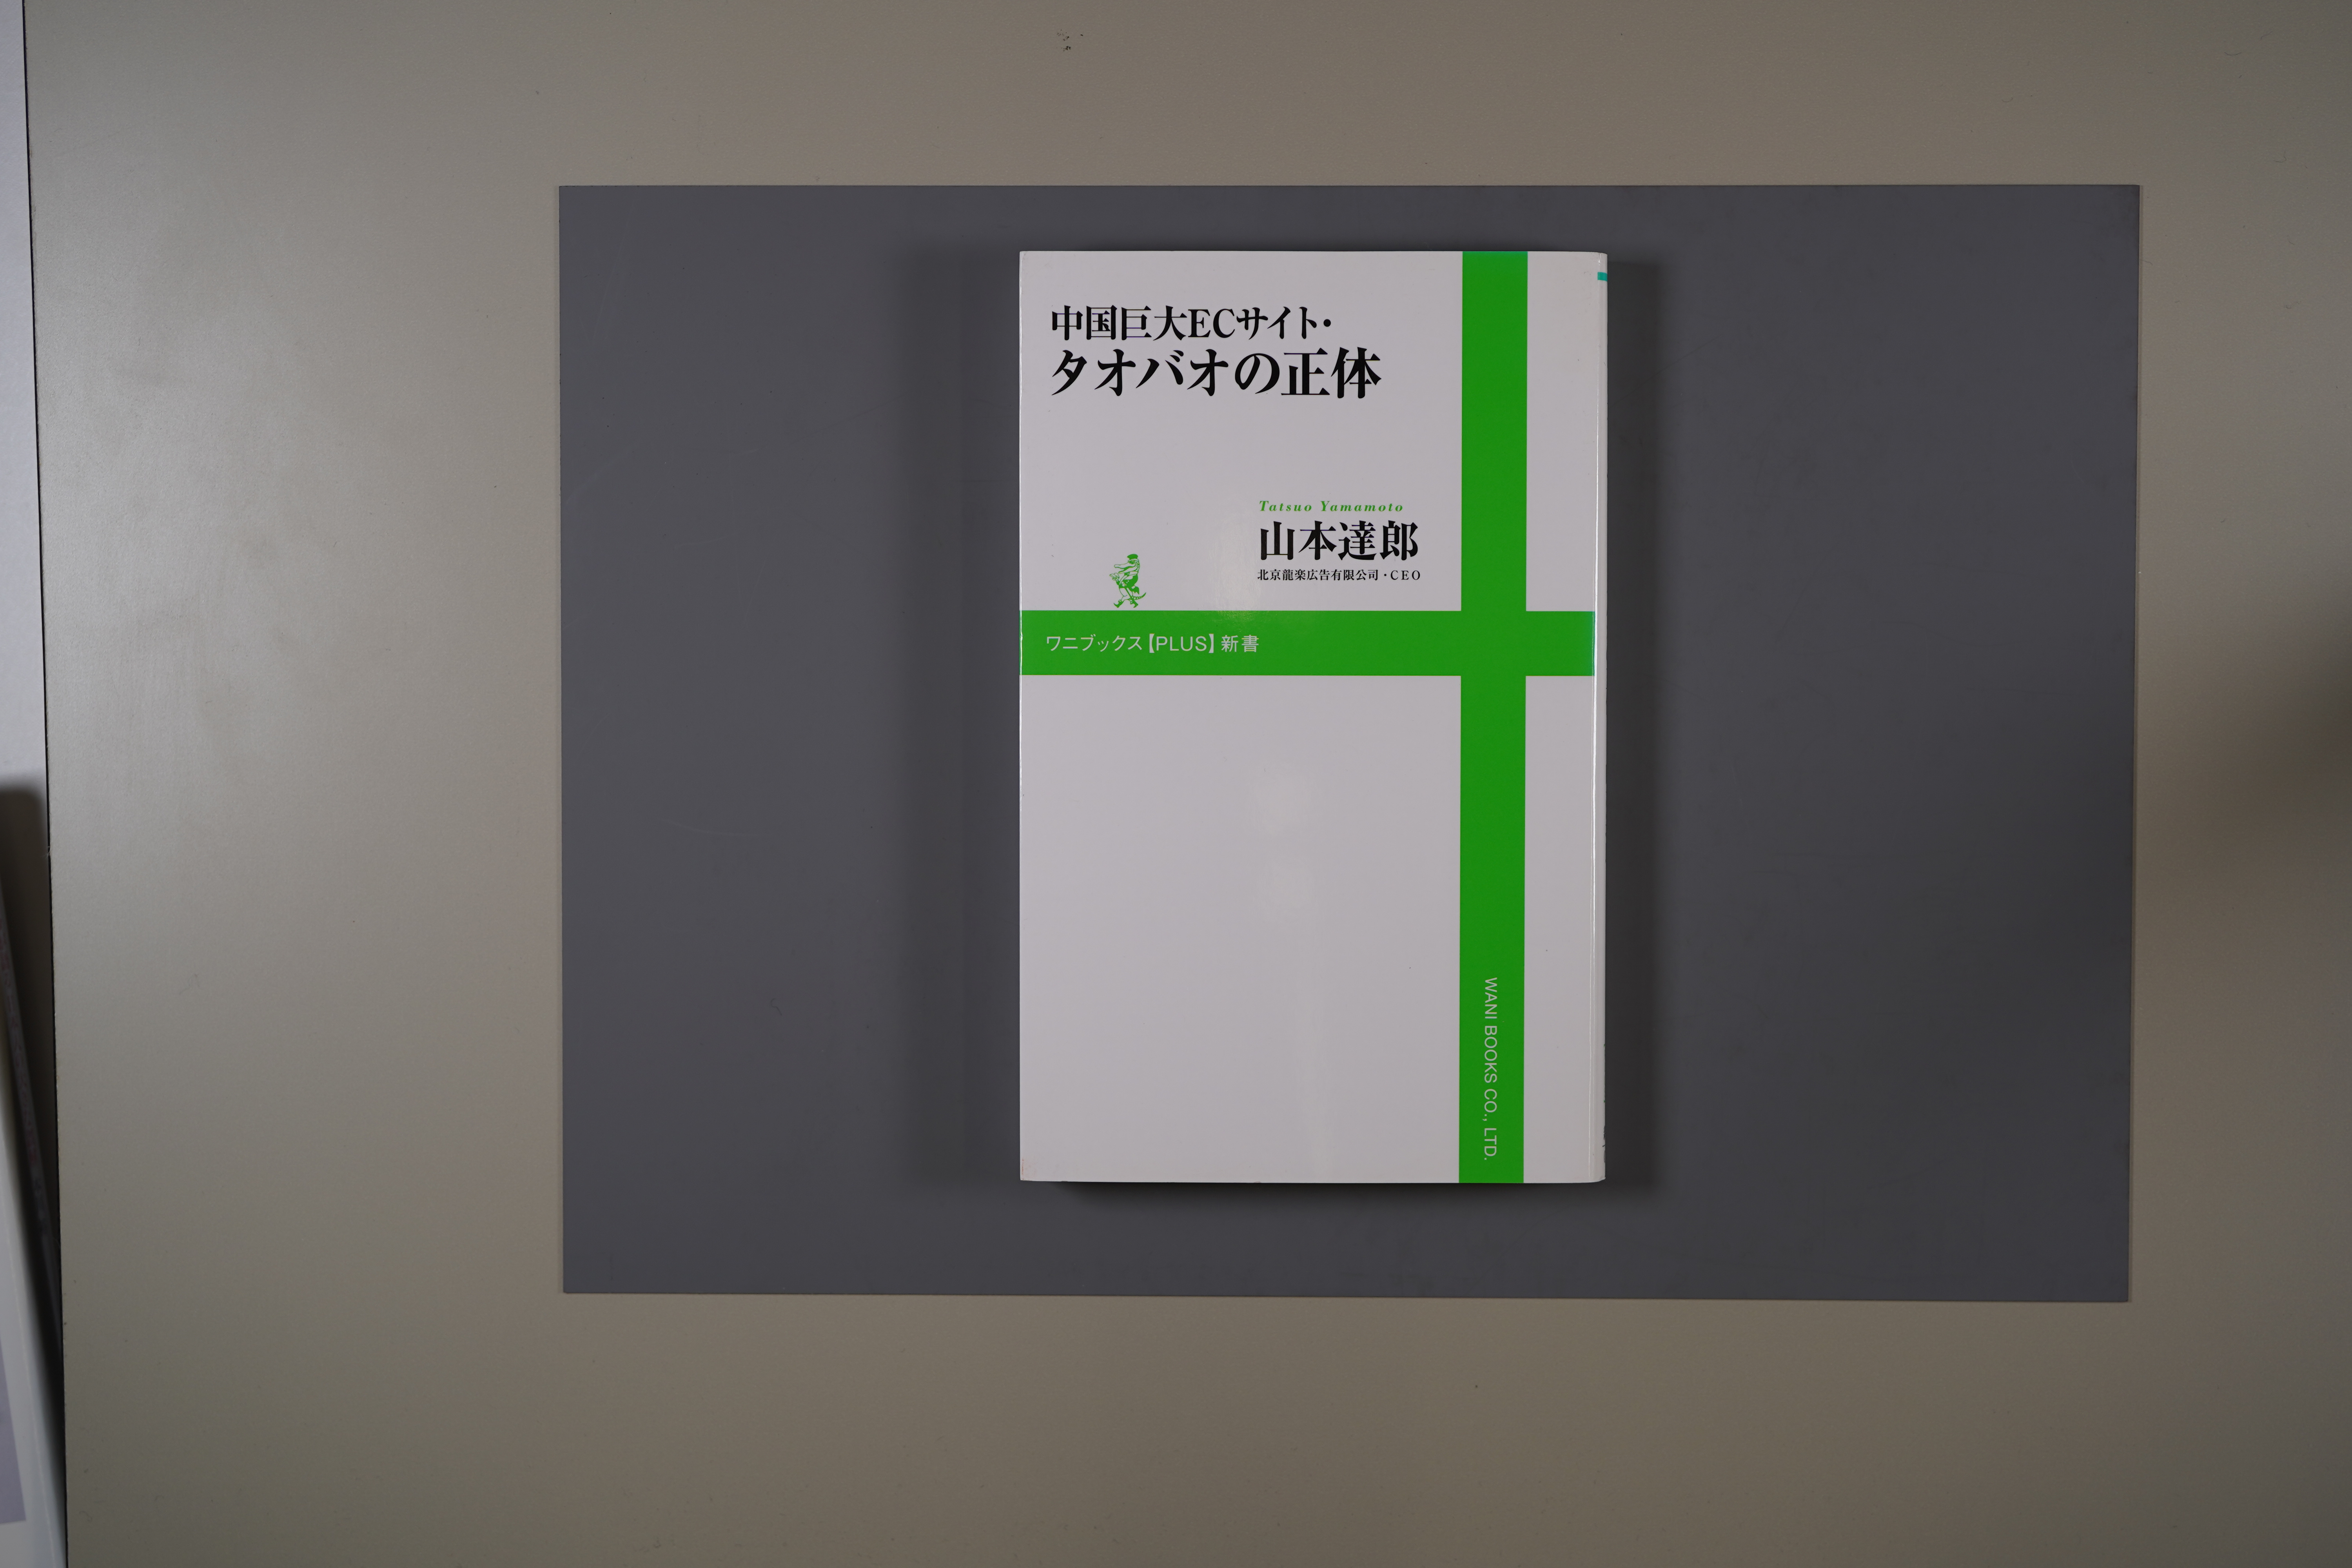 中国巨大ECサイト・
タオバオの正体
Tatsuo Yamamoto
山本達郎
北京龍楽広告有限公司・CEO
ワニブックス【PLUS】新書
WANI BOOKS CO., LTD.